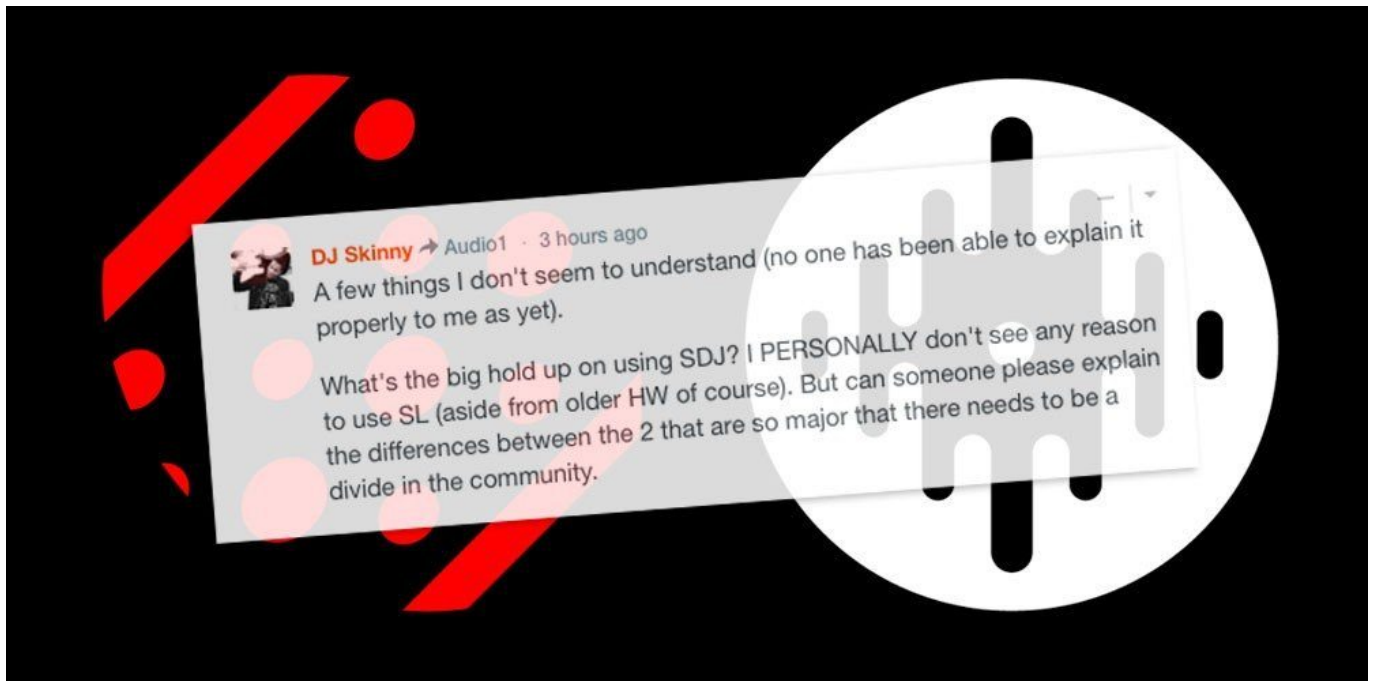 DJ Skinny Audio1 · 3 hours ago
A few things I don't seem to understand (no one has been able to explain it
properly to me as yet).
What's the big hold up on using SDJ? I PERSONALLY don't see any reason
to use SL (aside from older HW of course). But can someone please explain
the differences between the 2 that are so major that there needs to be a
divide in the community.